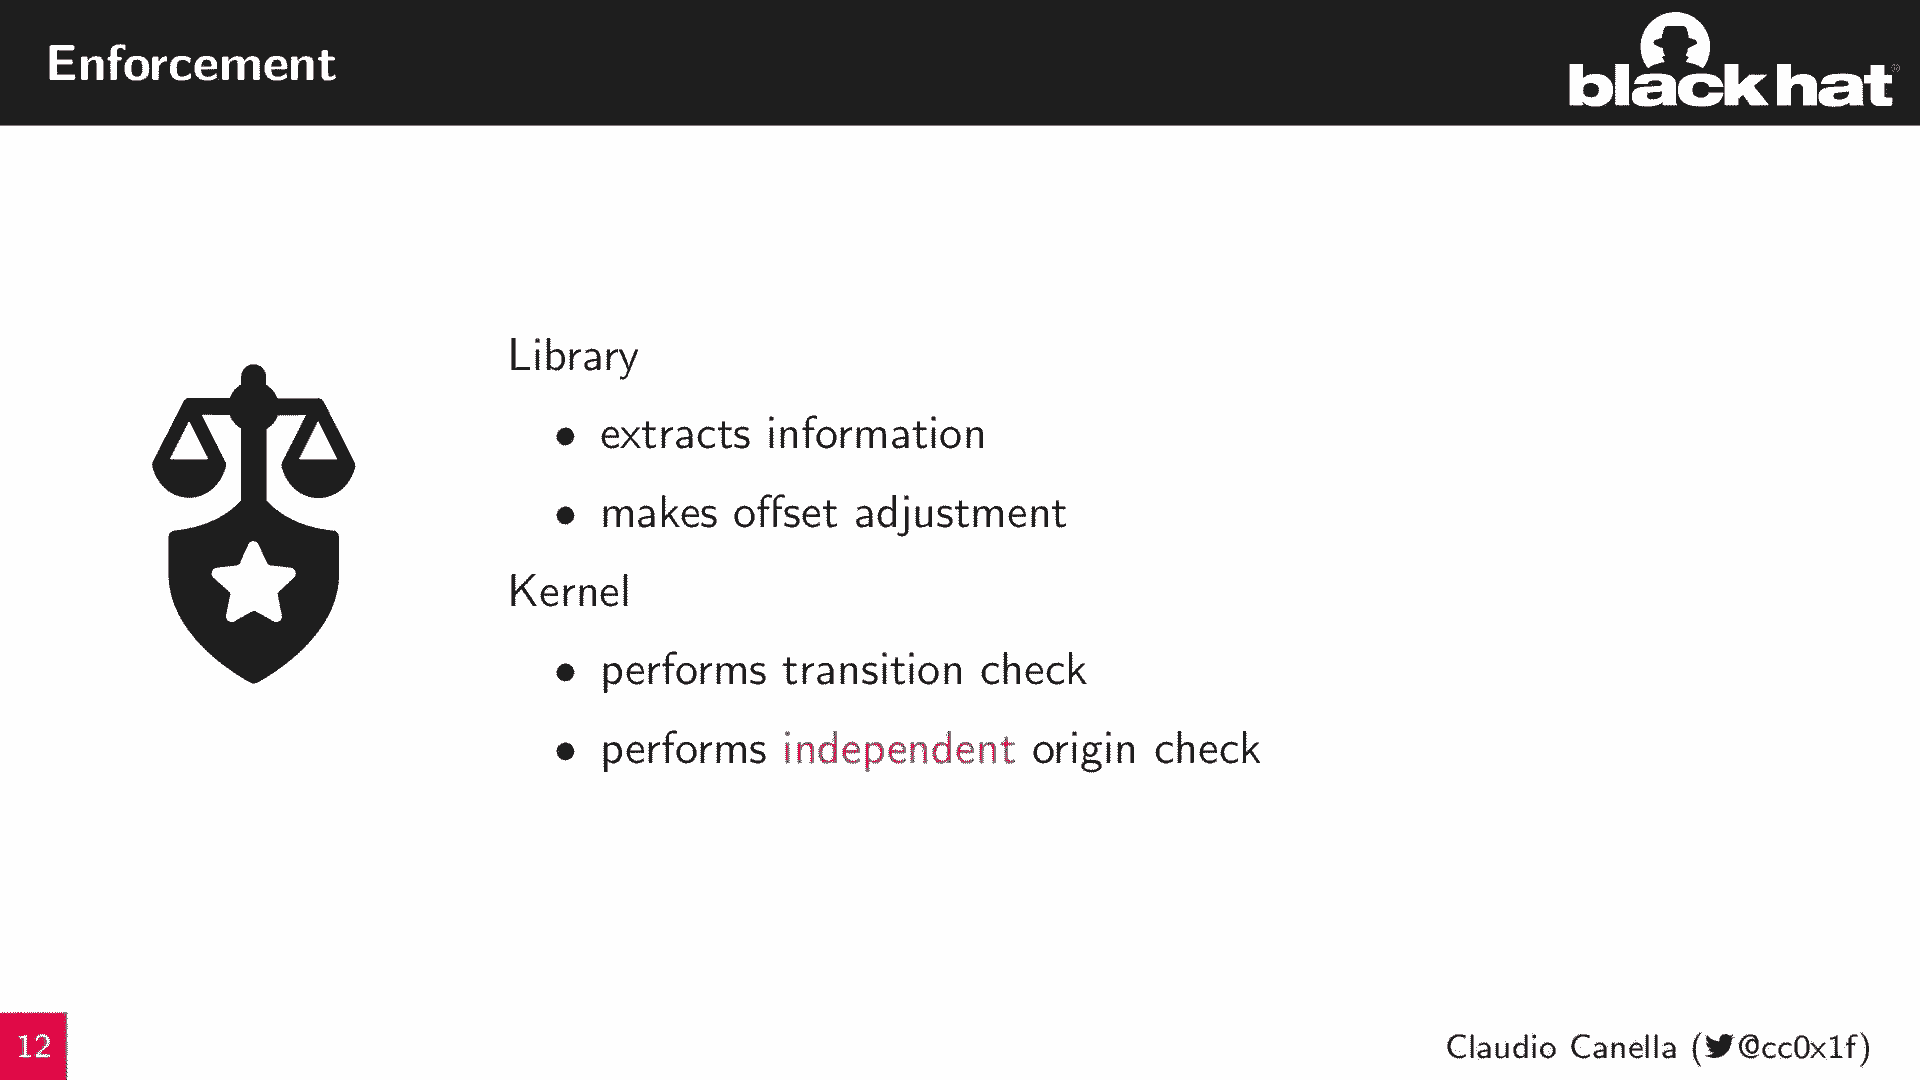 Enforcement
black hat®
Library
• extracts information
• makes offset adjustment
Kernel
• performs transition check
• performs independent origin check
12
Claudio Canella (@cc0x1f)